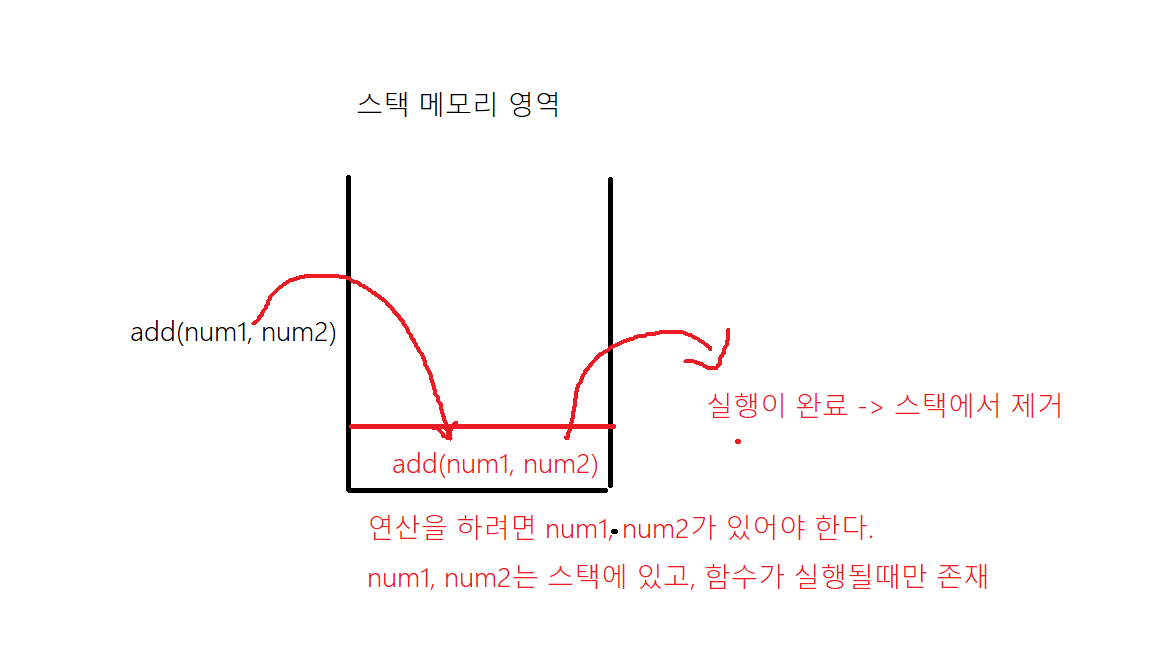 스택 메모리 영역
add(num1, num2)
실행이 완료 -> 스택에서 제거
add(num1, num2)
연산을 하려면 num1, num2가 있어야 한다.
num1, num2는 스택에 있고, 함수가 실행될때만 존재